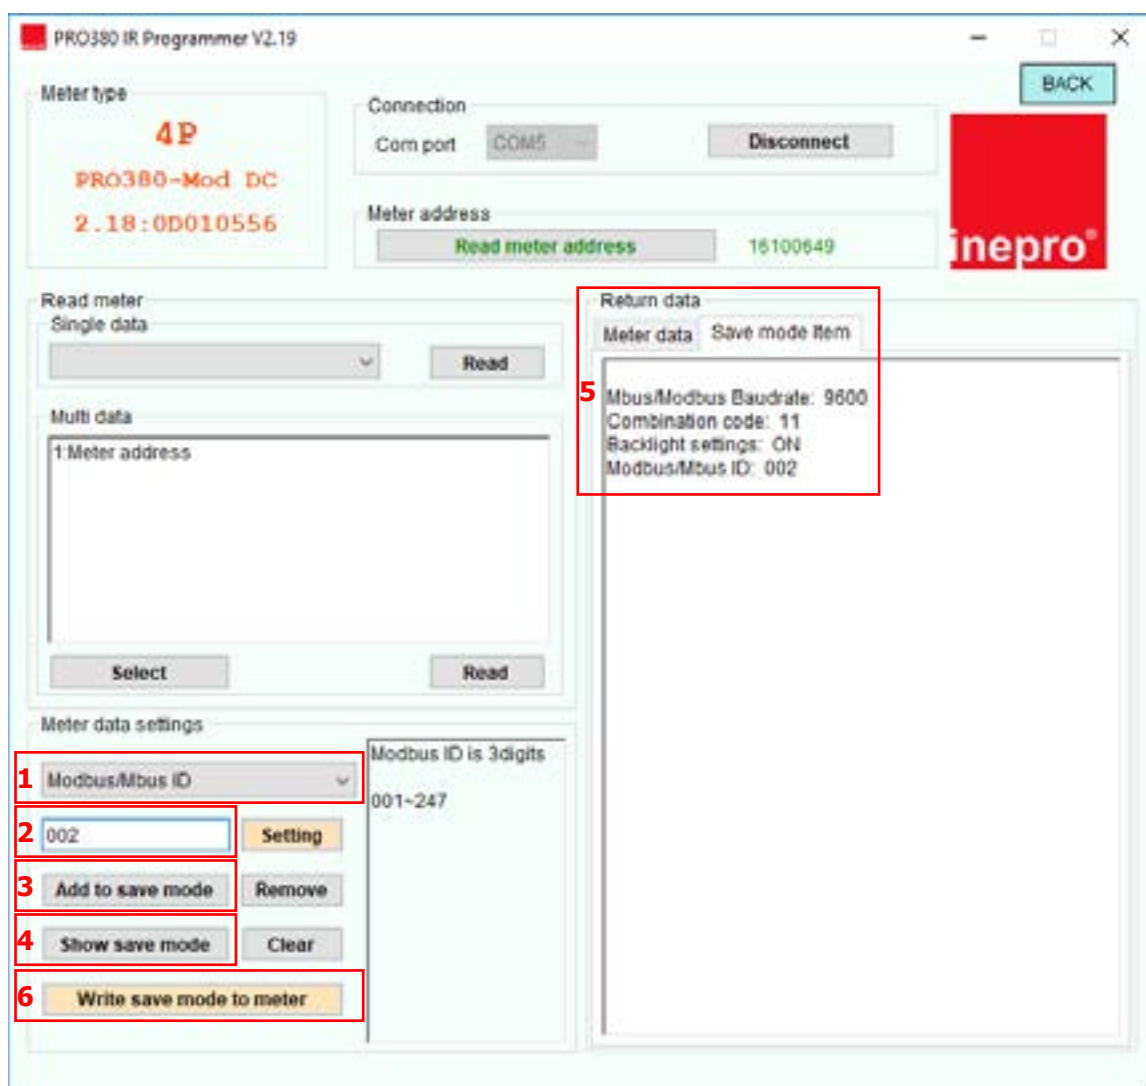 PRO380 IR Programmer V2.19
BACK
Meter type
4P
PRO380-Mod DC
2.18:0D010556
Connection
Com port
COM5
Disconnect
Meter address
Read meter address
16100649
inepro®
Read meter
Single data
Read
Multi data
1:Meter address
Select
Read
Return data
Meter data
Save mode Item
5
Mbus/Modbus Baudrate: 9600
Combination code: 11
Backlight settings: ON
Modbus/Mbus ID: 002
Meter data settings
1
Modbus/Mbus ID
2
002
Setting
3
Add to save mode
Remove
4
Show save mode
Clear
6
Write save mode to meter
Modbus ID is 3digits
001~247